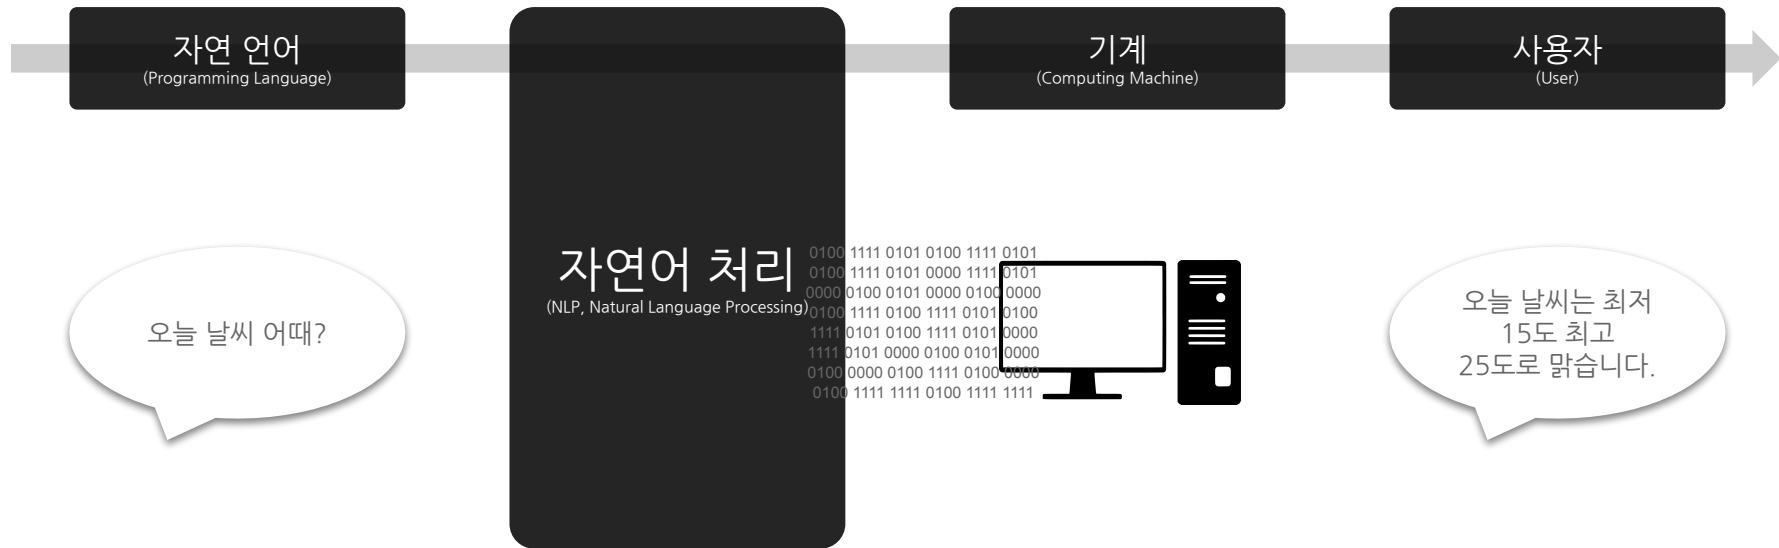 자연 언어
(Programming Language)
기계
(Computing Machine)
사용자
(User)
오늘 날씨 어때?
자연어 처리
(NLP, Natural Language Processing)
0100 1111 0101 0100 1111 0101
0100 1111 0101 0000 1111 0101
0000 0100 0101 0000 0100 0000
0100 1111 0100 1111 0101 0100
1111 0101 0100 1111 0101 0000
1111 0101 0000 0100 0101 0000
0100 0000 0100 1111 0100 0000
0100 1111 1111 0100 1111 1111
오늘 날씨는 최저
15도 최고
25도로 맑습니다.